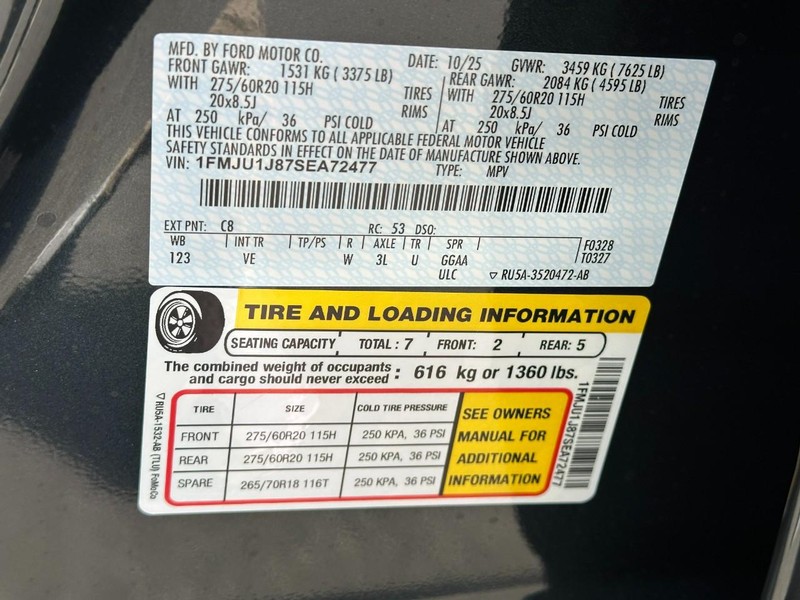 MFD. BY FORD MOTOR CO. DATE: 10/25 GVWR: 3459 KG ( 7625 LB)
FRONT GAWR: 1531 KG ( 3375 LB) REAR GAWR: 2084 KG ( 4595 LB)
WITH 275/60R20 115H TIRES WITH 275/60R20 115H TIRES
20x8.5J RIMS 20x8.5J RIMS
AT 250 kPa/ 36 PSI COLD AT 250 kPa/ 36 PSI COLD
THIS VEHICLE CONFORMS TO ALL APPLICABLE FEDERAL MOTOR VEHICLE
SAFETY STANDARDS IN EFFECT ON THE DATE OF MANUFACTURE SHOWN ABOVE.
VIN: 1FMJU1J87SEA72477 TYPE: MPV
EXT PNT: C8 RC: 53 DSO:
WB INT TR TP/PS R AXLE TR SPR F0328
123 VE W 3L U GGAA T0327
ULC RU5A-3520472-AB
TIRE AND LOADING INFORMATION
SEATING CAPACITY TOTAL : 7 FRONT: 2 REAR: 5
The combined weight of occupants
and cargo should never exceed : 616 kg or 1360 lbs.
TIRE SIZE COLD TIRE PRESSURE
FRONT 275/60R20 115H 250 KPA, 36 PSI
REAR 275/60R20 115H 250 KPA, 36 PSI
SPARE 265/70R18 116T 250 KPA, 36 PSI
SEE OWNERS
MANUAL FOR
ADDITIONAL
INFORMATION
RU5A-1532-AB (TLU) FoMoCo
1FMJU1J87SEA72477